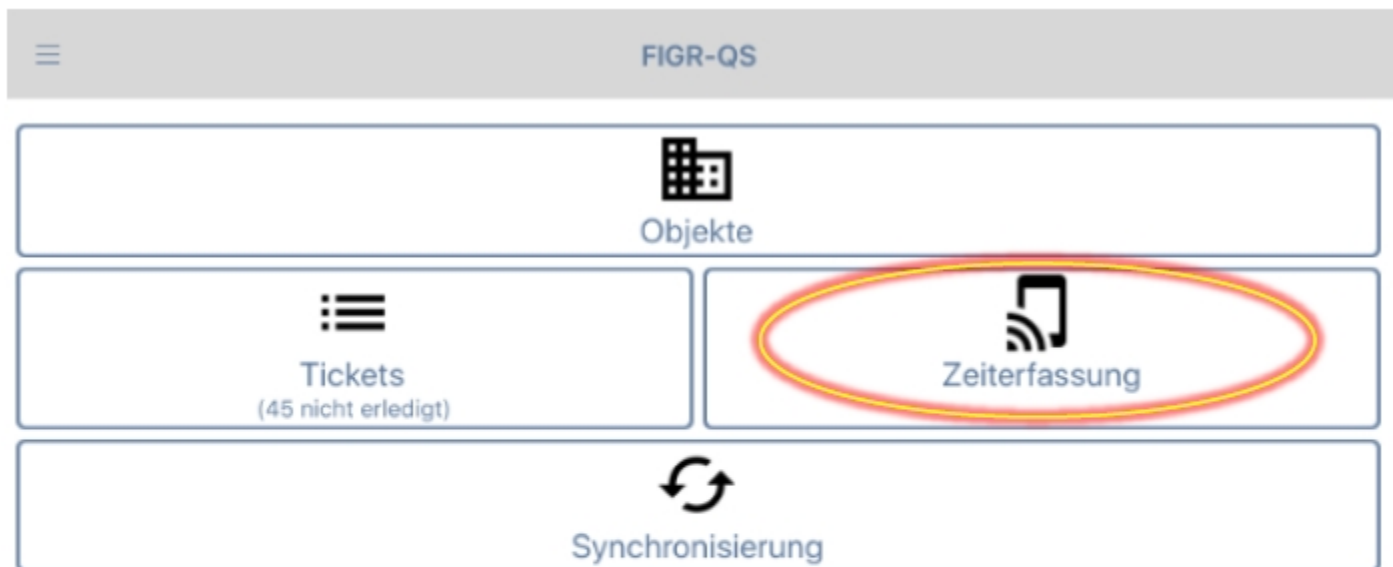 FIGR-QS
Objekte
Tickets
(45 nicht erledigt)
Zeiterfassung
Synchronisierung